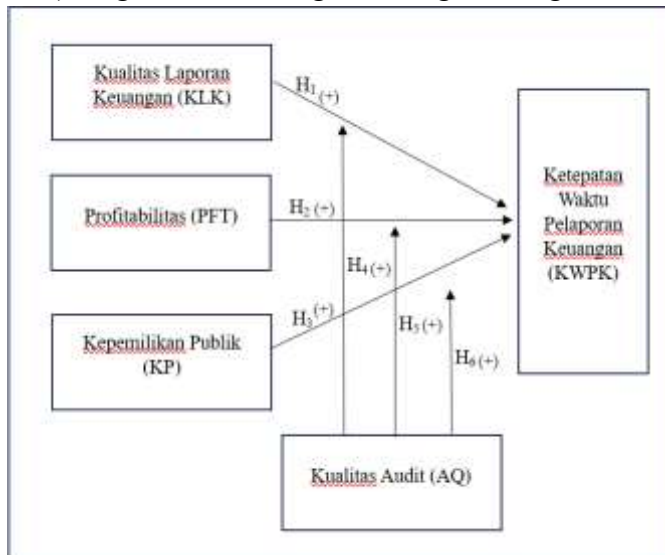 Kualitas Laporan
Keuangan (KLK)
H1 (+)
Profitabilitas (PFT)
H2 (+)
Ketepatan
Waktu
Pelaporan
Keuangan
(KWPK)
H4 (+)
H3 (+)
H5 (+)
Kepemilikan Publik
(KP)
H6 (+)
Kualitas Audit (AQ)